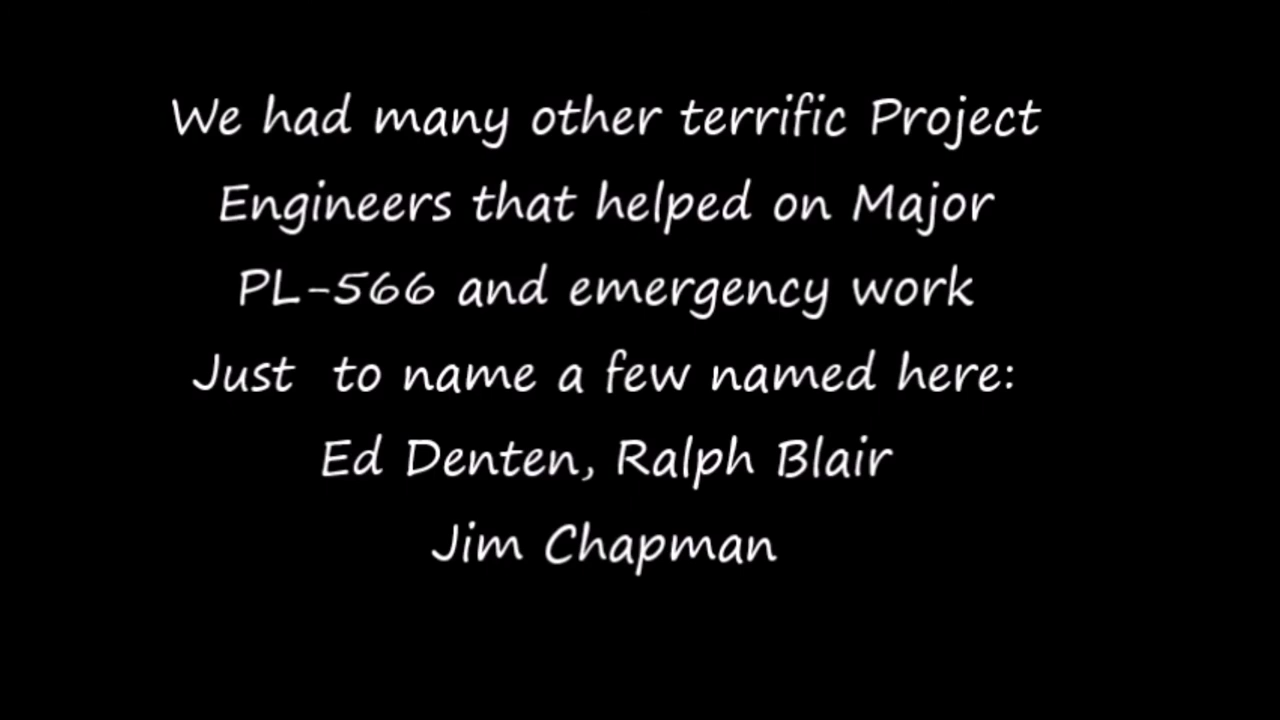 We had many other terrific Project
Engineers that helped on Major
PL-566 and emergency work
Just  to name a few named here:
Ed Denten, Ralph Blair
Jim Chapman